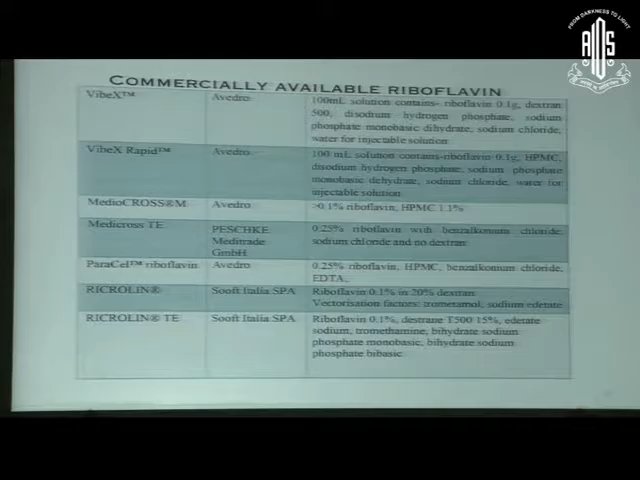 FROM DARKNESS TO LIGHT
AIOS
COMMERCIALLY AVAILABLE RIBOFLAVIN
VibeX™ Avedro 100mL solution contains- riboflavin 0.1g, dextran
500, disodium hydrogen phosphate, sodium
phosphate monobasic dihydrate, sodium chloride,
water for injectable solution
VibeX Rapid™ Avedro 100 mL solution contains-riboflavin 0.1g, HPMC,
disodium hydrogen phosphate, sodium phosphate
monobasic dehydrate, sodium chloride, water for
injectable solution
MedioCROSS®M Avedro >0.1% riboflavin, HPMC 1.1%
Medicross TE PESCHKE 0.25% riboflavin with benzalkonium chloride,
Meditrade sodium chloride and no dextran
GmbH
ParaCel™ riboflavin Avedro 0.25% riboflavin, HPMC, benzalkonium chloride,
EDTA,
RICROLIN® Sooft Italia SPA Riboflavin 0.1% in 20% dextran
Vectorisation factors: trometamol, sodium edetate
RICROLIN® TE Sooft Italia SPA Riboflavin 0.1%, destrane T500 15%, edetate
sodium, tromethamine, bihydrate sodium
phosphate monobasic, bihydrate sodium
phosphate bibasic